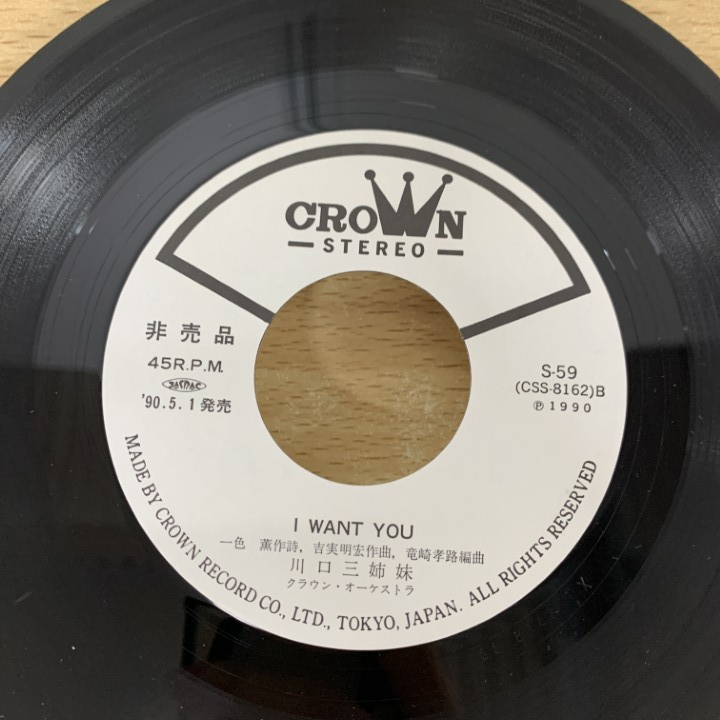 CROWN
STEREO
非売品
45R.P.M.
JASRAC
'90.5.1発売
S-59
(CSS-8162)B
Ⓟ1990
I WANT YOU
一色 薫作詩, 吉実明宏作曲, 竜崎孝路編曲
川口三姉妹
クラウン・オーケストラ
MADE BY CROWN RECORD CO., LTD., TOKYO, JAPAN. ALL RIGHTS RESERVED